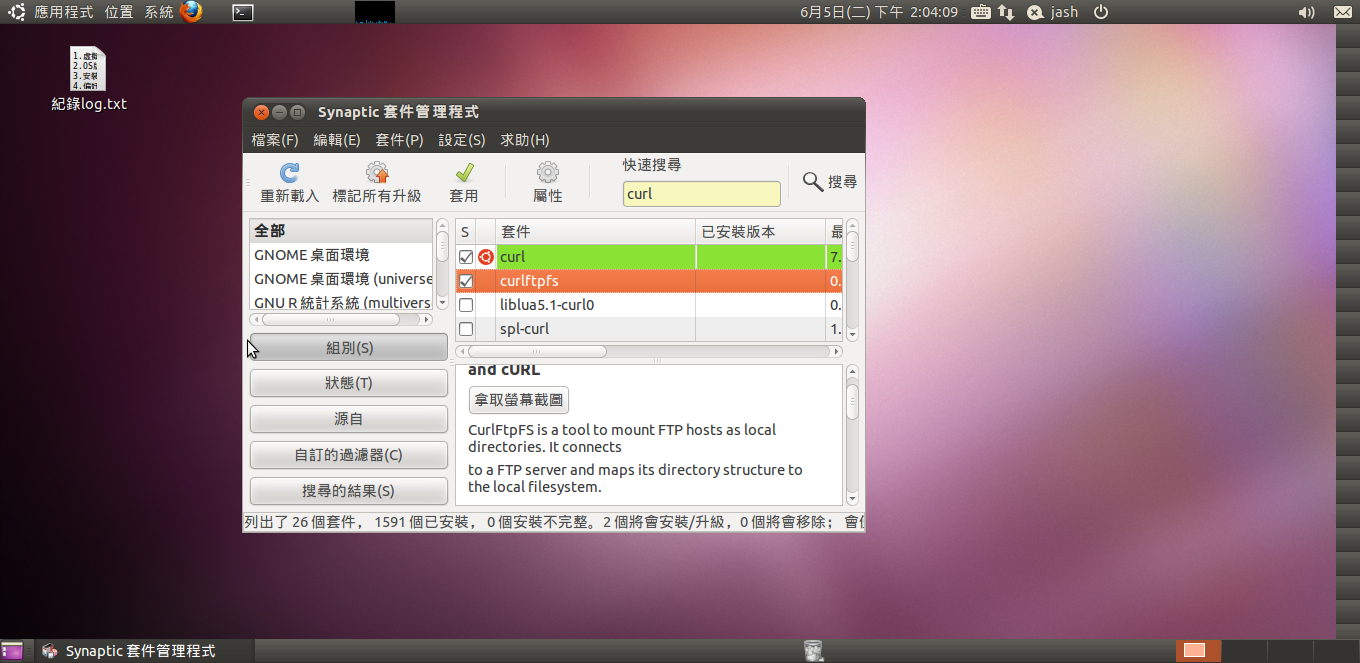 應用程式 位置 系統 6月5日(二) 下午 2:04:09 jash
1.虛擬
2.OS版
3.安裝
4.偏好
紀錄log.txt
Synaptic 套件管理程式
檔案(F) 編輯(E) 套件(P) 設定(S) 求助(H)
快速搜尋
重新載入 標記所有升級 套用 屬性 curl 搜尋
全部
GNOME 桌面環境
GNOME 桌面環境 (universe
GNU R 統計系統 (multivers
組別(S)
狀態(T)
源自
自訂的過濾器(C)
搜尋的結果(S)
S 套件 已安裝版本 最
curl 7.
curlftpfs 0.
liblua5.1-curl0 0.
spl-curl 1.
and cURL
拿取螢幕截圖
CurlFtpFS is a tool to mount FTP hosts as local
directories. It connects
to a FTP server and maps its directory structure to
the local filesystem.
列出了 26 個套件， 1591 個已安裝， 0 個安裝不完整。2 個將會安裝/升級，0 個將會移除； 會使
Synaptic 套件管理程式